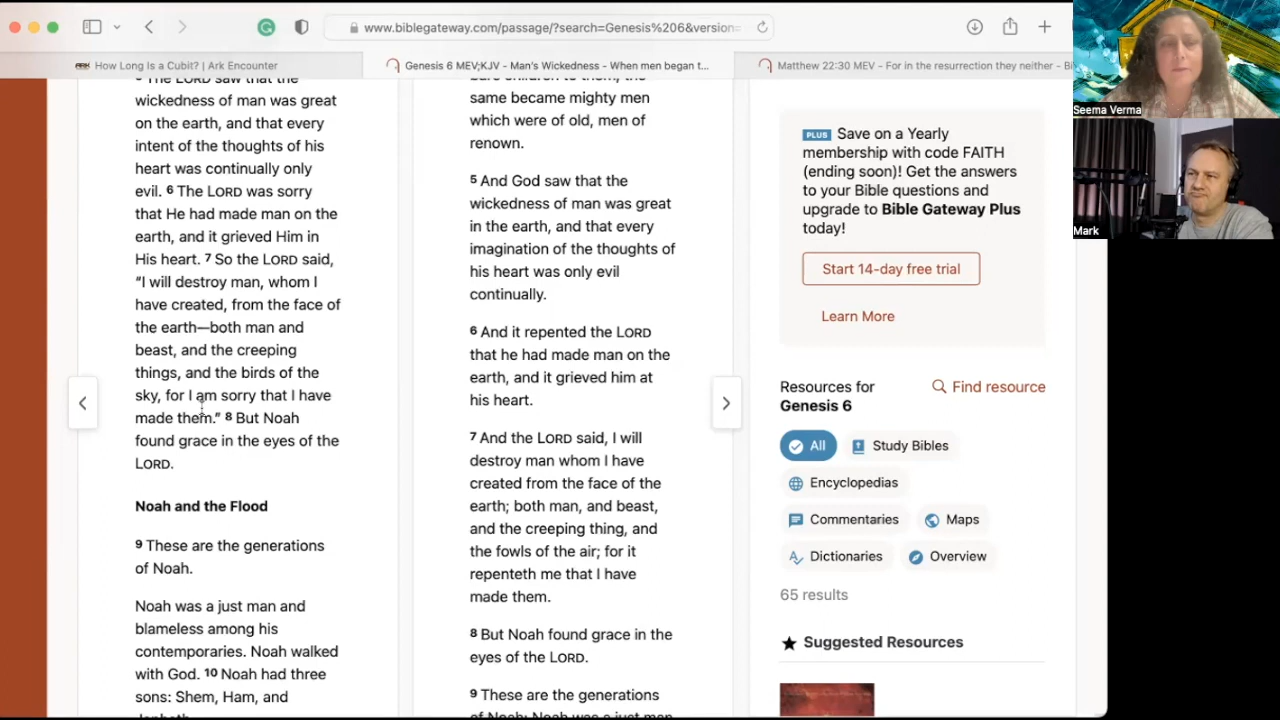 www.biblegateway.com/passage/?search=Genesis%206&version=
ARK How Long Is a Cubit? | Ark Encounter
Genesis 6 MEV;KJV - Man's Wickedness - When men began t...
Matthew 22:30 MEV - For in the resurrection they neither - Bi
The LORD saw that the
wickedness of man was great
on the earth, and that every
intent of the thoughts of his
heart was continually only
evil. 6 The LORD was sorry
that He had made man on the
earth, and it grieved Him in
His heart. 7 So the LORD said,
“I will destroy man, whom I
have created, from the face of
the earth—both man and
beast, and the creeping
things, and the birds of the
sky, for I am sorry that I have
made them.” 8 But Noah
found grace in the eyes of the
LORD.
Noah and the Flood
9 These are the generations
of Noah.
Noah was a just man and
blameless among his
contemporaries. Noah walked
with God. 10 Noah had three
sons: Shem, Ham, and
bare children to them, the
same became mighty men
which were of old, men of
renown.
5 And God saw that the
wickedness of man was great
in the earth, and that every
imagination of the thoughts of
his heart was only evil
continually.
6 And it repented the LORD
that he had made man on the
earth, and it grieved him at
his heart.
7 And the LORD said, I will
destroy man whom I have
created from the face of the
earth; both man, and beast,
and the creeping thing, and
the fowls of the air; for it
repenteth me that I have
made them.
8 But Noah found grace in the
eyes of the LORD.
9 These are the generations
of Noah: Noah was a just man
PLUS Save on a Yearly
membership with code FAITH
(ending soon)! Get the answers
to your Bible questions and
upgrade to Bible Gateway Plus
today!
Start 14-day free trial
Learn More
Resources for
Genesis 6
Find resource
All
Study Bibles
Encyclopedias
Commentaries
Maps
Dictionaries
Overview
65 results
Suggested Resources
Seema Verma
Mark